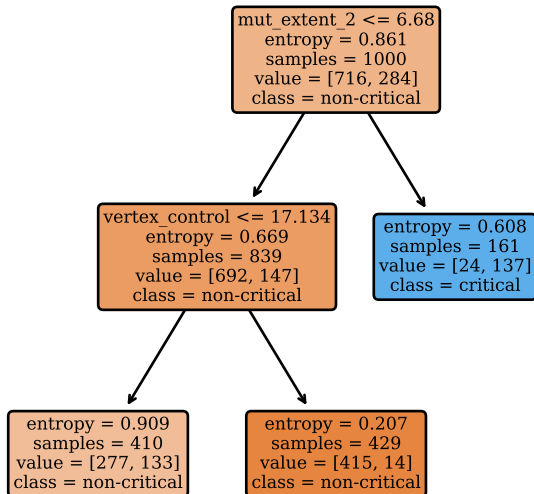 mut_extent_2 <= 6.68
entropy = 0.861
samples = 1000
value = [716, 284]
class = non-critical
vertex_control <= 17.134
entropy = 0.669
samples = 839
value = [692, 147]
class = non-critical
entropy = 0.608
samples = 161
value = [24, 137]
class = critical
entropy = 0.909
samples = 410
value = [277, 133]
class = non-critical
entropy = 0.207
samples = 429
value = [415, 14]
class = non-critical